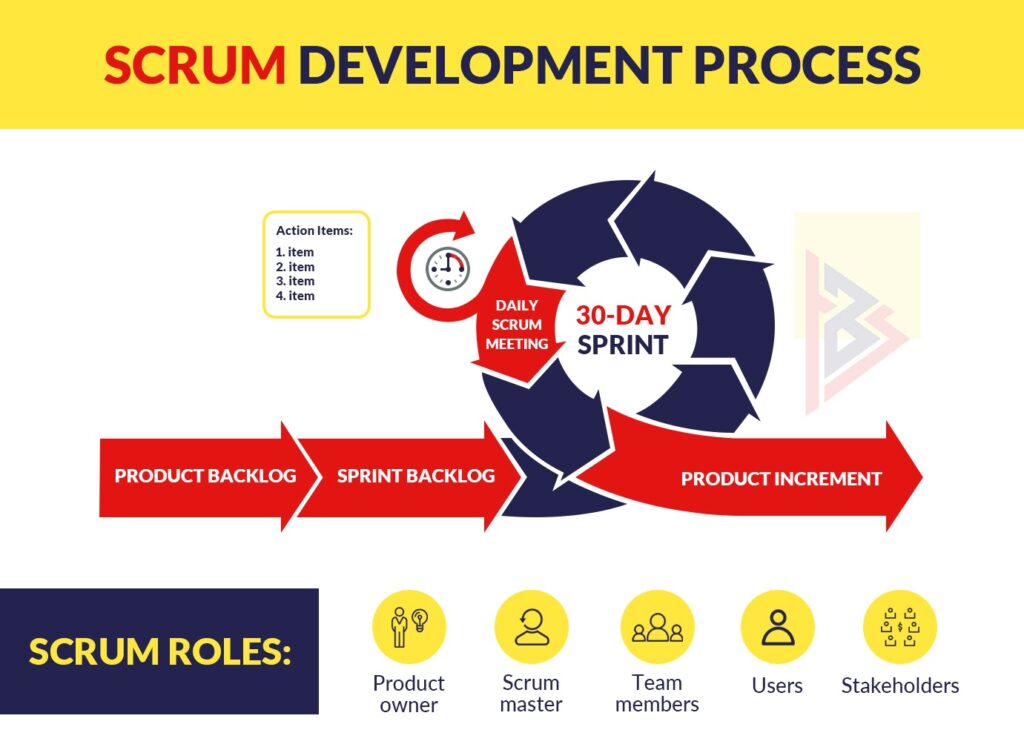 SCRUM DEVELOPMENT PROCESS
Action Items:
1. item
2. item
3. item
4. item
DAILY
SCRUM
MEETING
30-DAY
SPRINT
PRODUCT BACKLOG
SPRINT BACKLOG
PRODUCT INCREMENT
SCRUM ROLES:
Product
owner
Scrum
master
Team
members
Users
Stakeholders